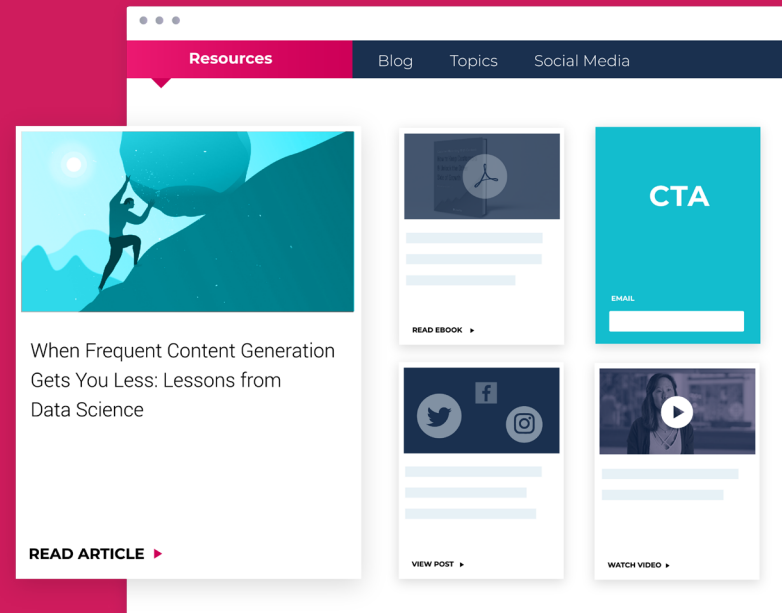 Resources
Blog
Topics
Social Media
When Frequent Content Generation
Gets You Less: Lessons from
Data Science
READ ARTICLE
READ EBOOK
CTA
EMAIL
VIEW POST
WATCH VIDEO